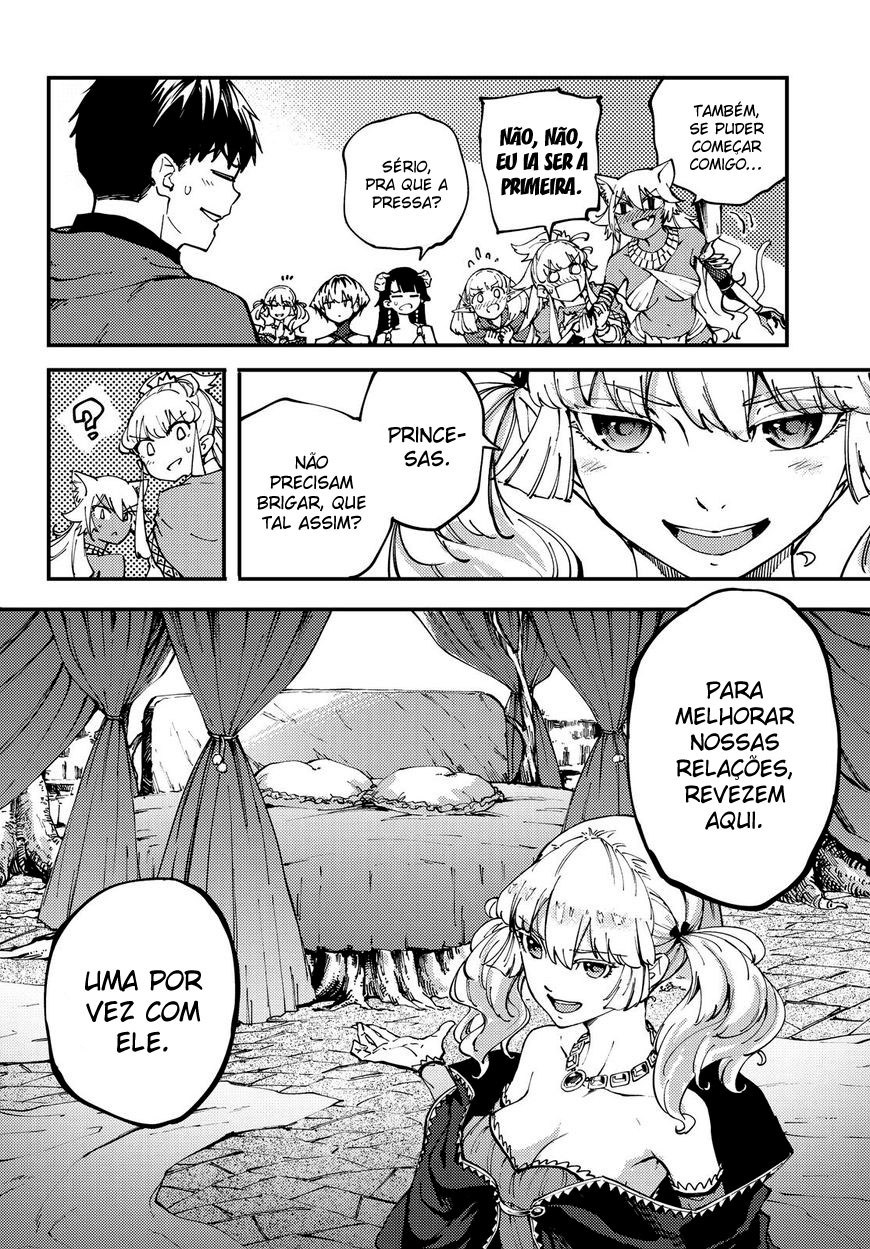 TAMBÉM,
SE PUDER
COMEÇAR
COMIGO...
NÃO, NÃO,
EU IA SER A
PRIMEIRA.
SÉRIO,
PRA QUE A
PRESSA?
PRINCE-
SAS.
NÃO
PRECISAM
BRIGAR, QUE
TAL ASSIM?
?
PARA
MELHORAR
NOSSAS
RELAÇÕES,
REVEZEM
AQUI.
UMA POR
VEZ COM
ELE.